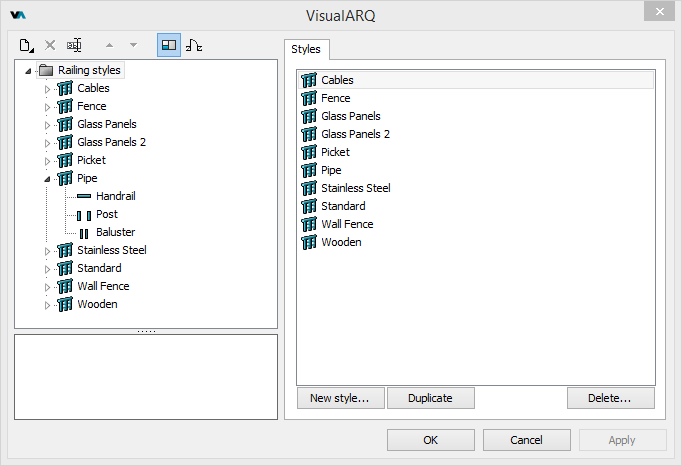 VisualARQ
Styles
Railing styles
Cables
Fence
Glass Panels
Glass Panels 2
Picket
Pipe
Handrail
Post
Baluster
Stainless Steel
Standard
Wall Fence
Wooden
Cables
Fence
Glass Panels
Glass Panels 2
Picket
Pipe
Stainless Steel
Standard
Wall Fence
Wooden
New style... Duplicate Delete...
OK Cancel Apply